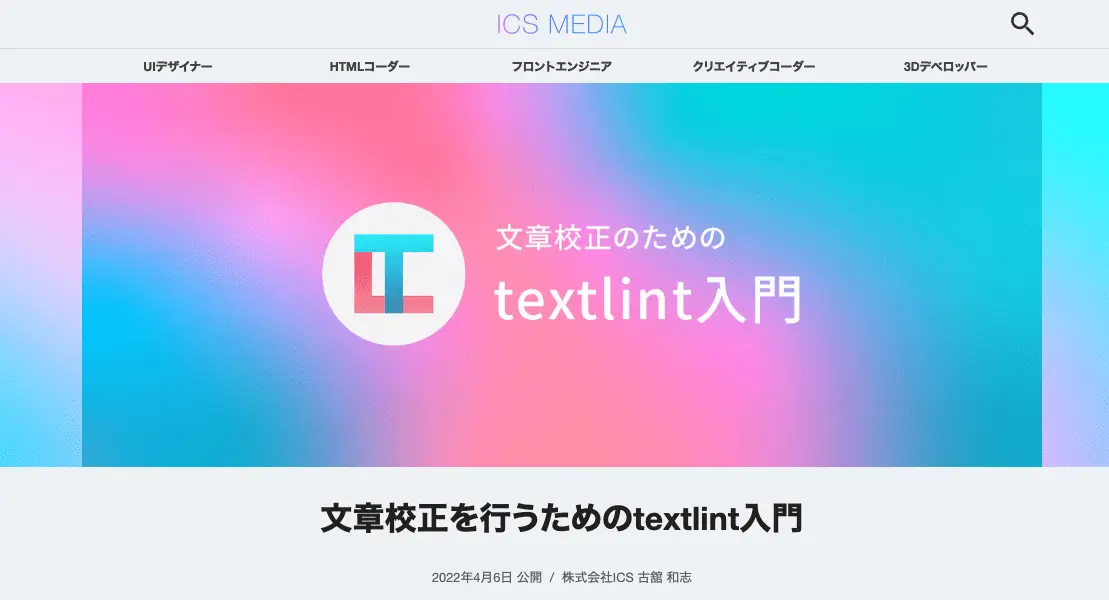 ICS MEDIA
UIデザイナー HTMLコーダー フロントエンジニア クリエイティブコーダー 3Dデベロッパー
文章校正のための
textlint入門
文章校正を行うためのtextlint入門
2022年4月6日 公開 / 株式会社ICS 古舘 和志